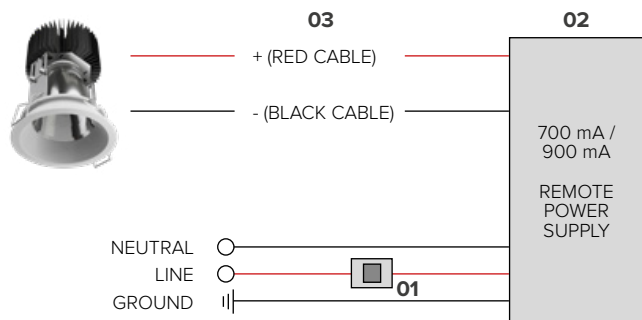 03
02
+ (RED CABLE)
- (BLACK CABLE)
700 mA /
900 mA
REMOTE
POWER
SUPPLY
NEUTRAL
LINE
01
GROUND